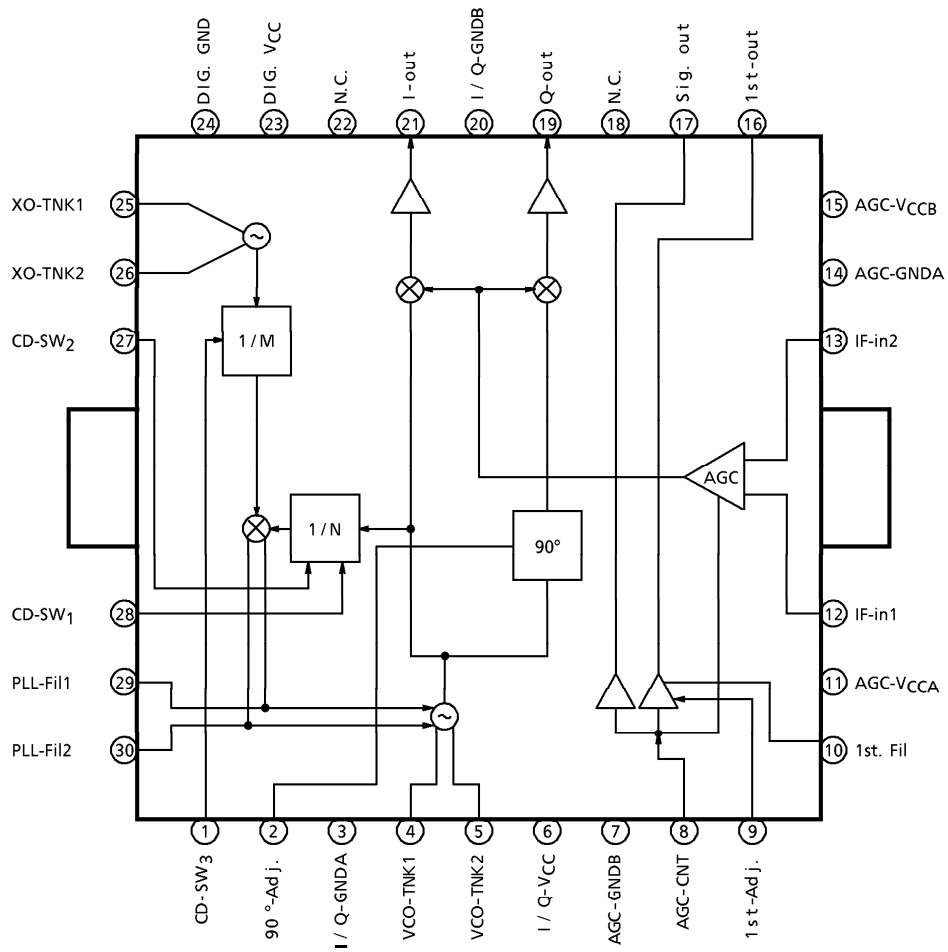 DIG. GND
DIG. VCC
N.C.
I-out
I / Q-GNDB
Q-out
N.C.
Sig. out
1st-out
24
23
22
21
20
19
18
17
16
XO-TNK1
25
15
AGC-VCCB
~
XO-TNK2
26
14
AGC-GNDA
CD-SW2
27
1 / M
13
IF-in2
AGC
1 / N
90°
CD-SW1
28
12
IF-in1
PLL-Fil1
29
11
AGC-VCCA
~
PLL-Fil2
30
10
1st. Fil
1
2
3
4
5
6
7
8
9
CD-SW3
90 °-Adj.
I / Q-GNDA
VCO-TNK1
VCO-TNK2
I / Q-VCC
AGC-GNDB
AGC-CNT
1st-Adj.